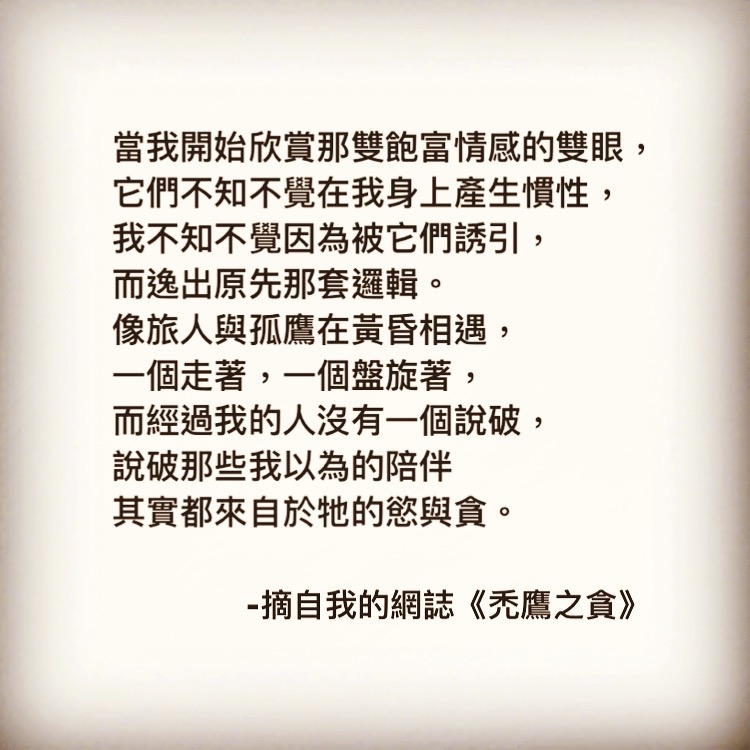 當我開始欣賞那雙飽富情感的雙眼，
它們不知不覺在我身上產生慣性，
我不知不覺因為被它們誘引，
而逸出原先那套邏輯。
像旅人與孤鷹在黃昏相遇，
一個走著，一個盤旋著，
而經過我的人沒有一個說破，
說破那些我以為的陪伴
其實都來自於牠的慾與貪。
-摘自我的網誌《禿鷹之貪》